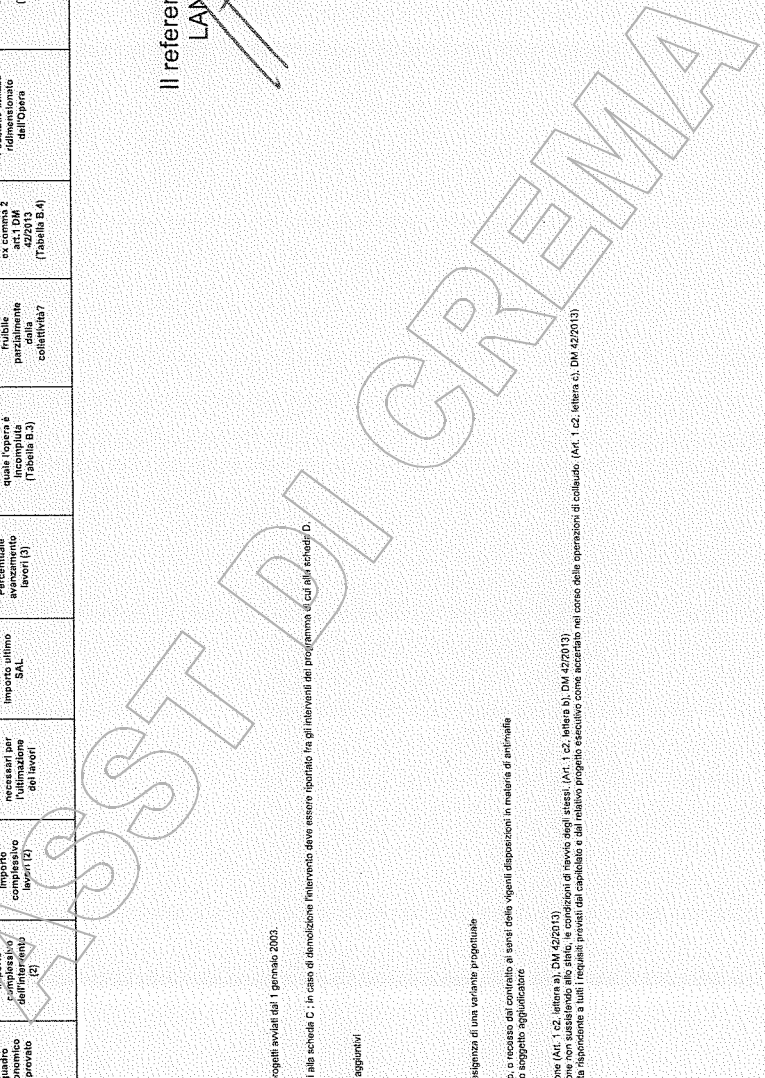 quadro
onomico
provato
complessivo
dell'intervento
(2)
Importo
complessivo
lavori (2)
necessari per
l'ultimazione
dei lavori
Importo ultimo
SAL
Percentuale
avanzamento
lavori (3)
quale l'opera è
incompiuta
(Tabella B.3)
fruibile
parzialmente
dalla
collettività?
ex comma 2
art.1 DM
42/2013
(Tabella B.4)
ridimensionato
dell'Opera
Il referen
LAN
rogetti avviati dal 1 gennaio 2003.
i alla scheda C ; in caso di demolizione l'intervento deve essere riportato fra gli interventi del programma di cui alla scheda D.
aggiuntivi
esigenza di una variante progettuale
o, o recesso dal contratto ai sensi delle vigenti disposizioni in materia di antimafia
o soggetto aggiudicatore
one (Art. 1 c2, lettera a), DM 42/2013)
one non sussistendo allo stato, le condizioni di riavvio degli stessi. (Art. 1 c2, lettera b), DM 42/2013)
ta rispondente a tutti i requisiti previsti dal capitolato e dal relativo progetto esecutivo come accertato nel corso delle operazioni di collaudo. (Art. 1 c2, lettera c), DM 42/2013)
ASST DI CREMA